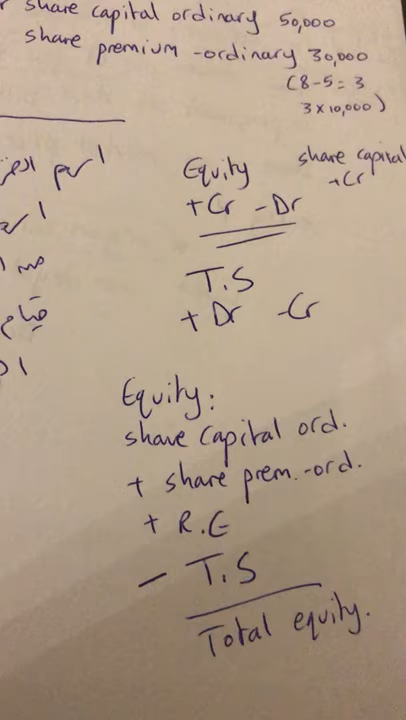 share capital ordinary 50,000
share premium - ordinary 30,000
(8-5=3
3x10,000)
Equity
+Cr -Dr
share capital
+Cr
T.S
+ Dr -Cr
Equity:
share capital ord.
+ share prem. -ord.
+ R.E
- T.S
Total equity.